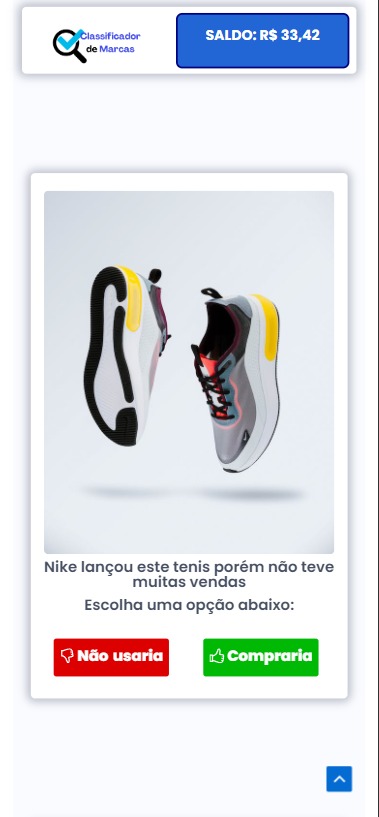 Classificador
de Marcas
SALDO: R$ 33,42
Nike lançou este tenis porém não teve
muitas vendas
Escolha uma opção abaixo:
Não usaria
Compraria